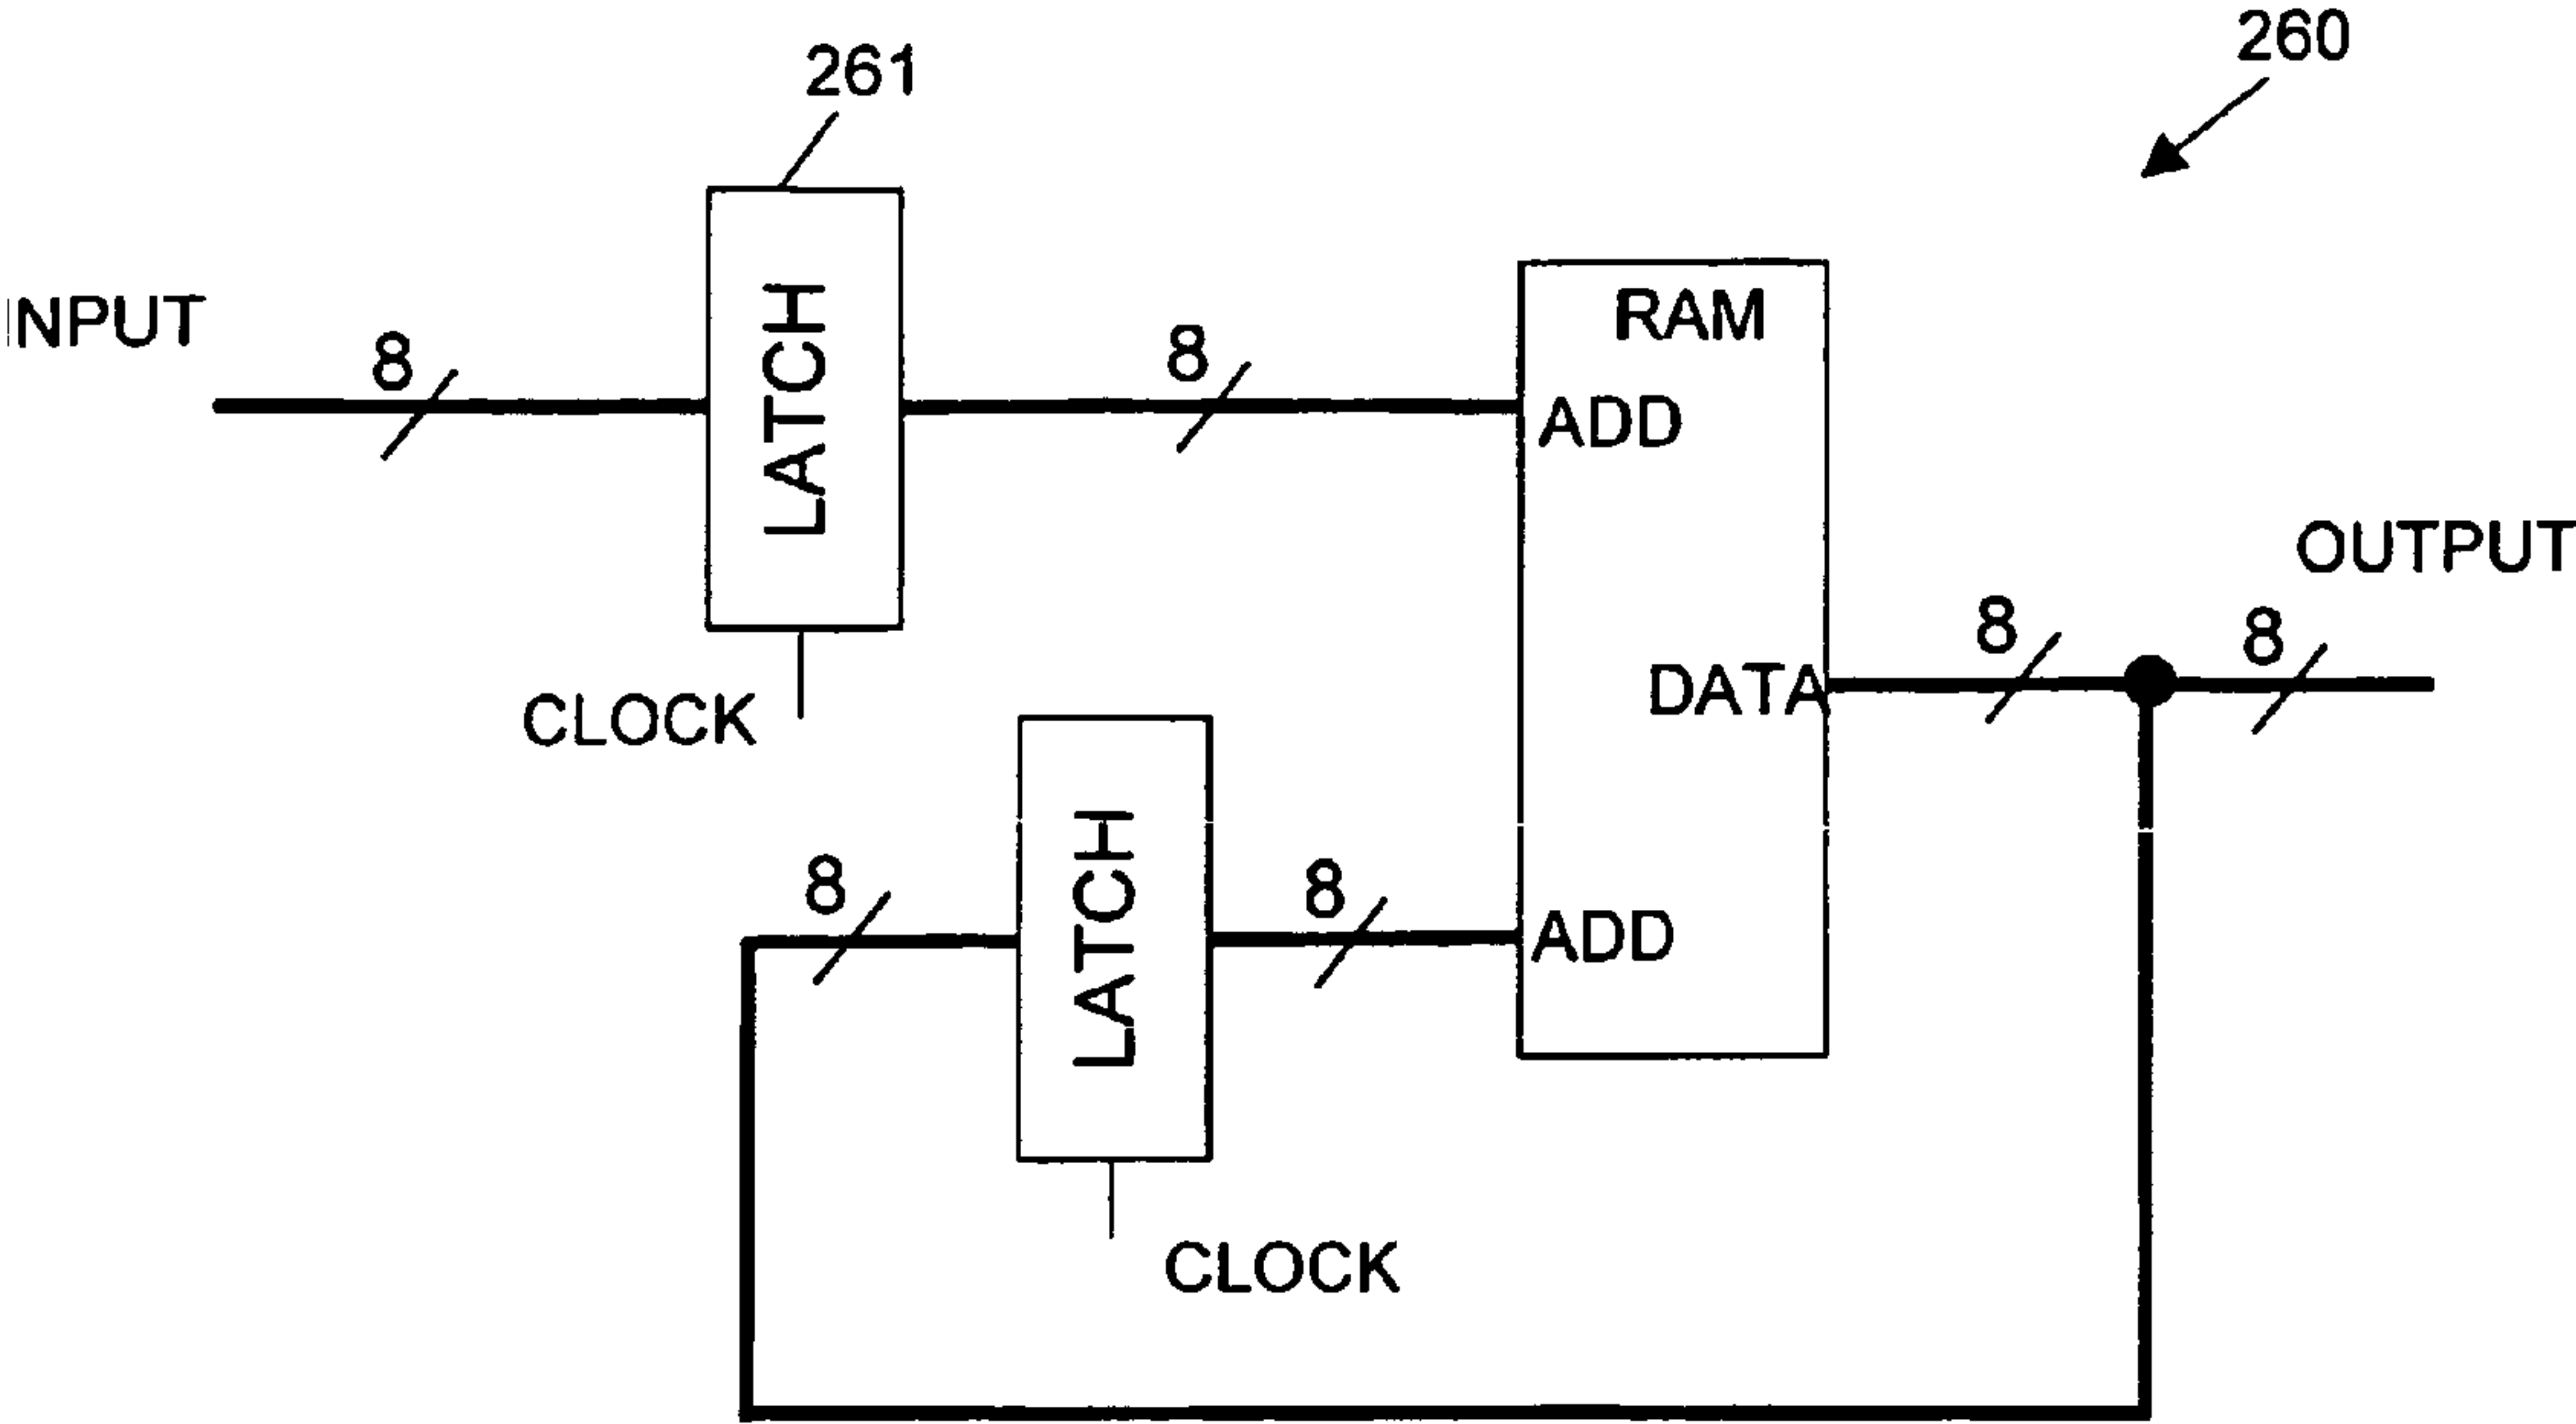 260
261
INPUT
8
LATCH
8
RAM
ADD
CLOCK
DATA
8
8
OUTPUT
8
LATCH
8
ADD
CLOCK